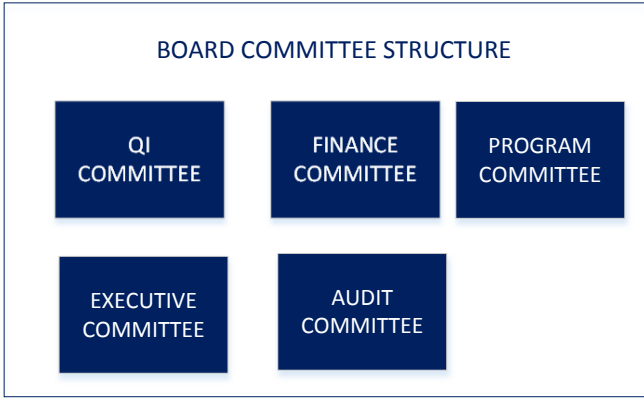 BOARD COMMITTEE STRUCTURE
QI
COMMITTEE
FINANCE
COMMITTEE
PROGRAM
COMMITTEE
EXECUTIVE
COMMITTEE
AUDIT
COMMITTEE